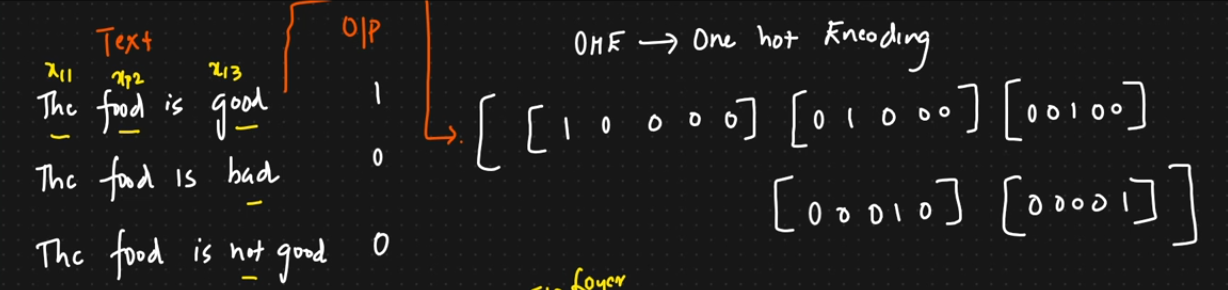 Text O/P OHE → One hot Encoding
x11 x12 x13
The food is good 1 [ [ 1 0 0 0 0 ] [ 0 1 0 0 0 ] [ 0 0 1 0 0 ]
The food is bad 0
[ 0 0 0 1 0 ] [ 0 0 0 0 1 ] ]
The food is not good 0
Layer